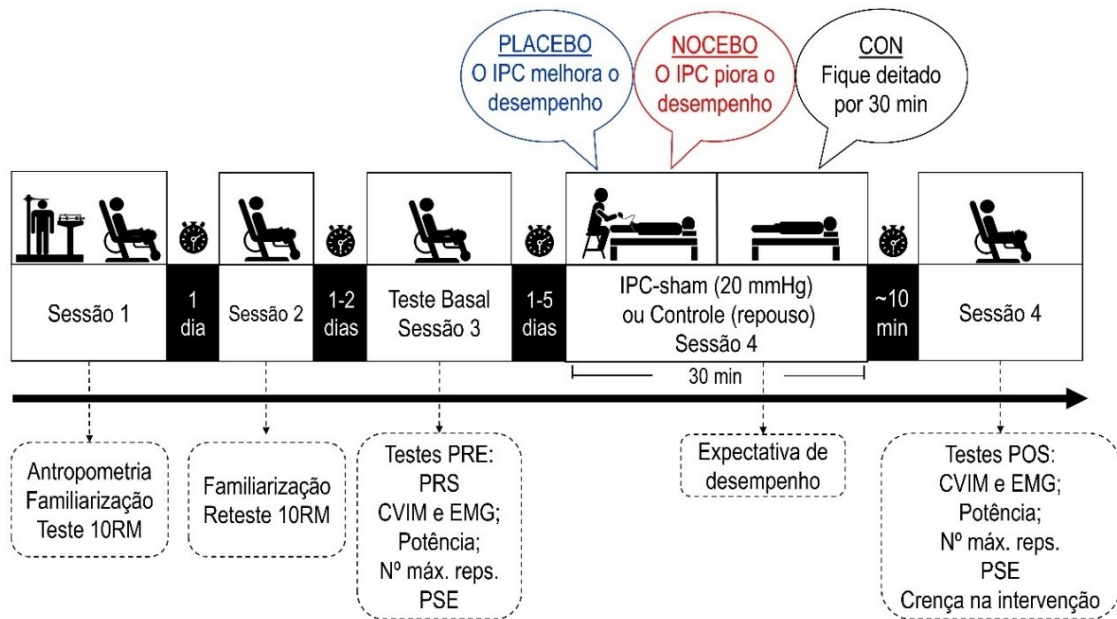 PLACEBO
O IPC melhora o
desempenho
NOCEBO
O IPC piora o
desempenho
CON
Fique deitado
por 30 min
Sessão 1
1
dia
Sessão 2
1-2
dias
Teste Basal
Sessão 3
1-5
dias
IPC-sham (20 mmHg)
ou Controle (repouso)
Sessão 4
30 min
~10
min
Sessão 4
Antropometria
Familiarização
Teste 10RM
Familiarização
Reteste 10RM
Testes PRE:
PRS
CVIM e EMG;
Potência;
Nº máx. reps.
PSE
Expectativa de
desempenho
Testes POS:
CVIM e EMG;
Potência;
Nº máx. reps.
PSE
Crença na intervenção